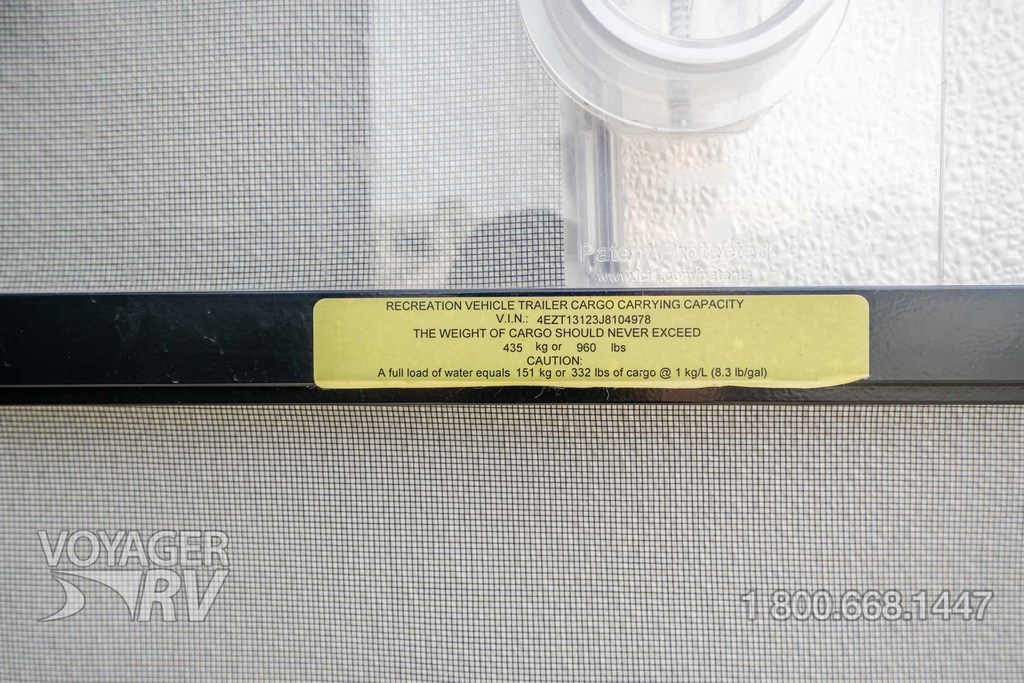 Patent Protected
RECREATION VEHICLE TRAILER CARGO CARRYING CAPACITY
V.I.N.: 4EZT13123J8104978
THE WEIGHT OF CARGO SHOULD NEVER EXCEED
435 kg or 960 lbs
CAUTION:
A full load of water equals 151 kg or 332 lbs of cargo @ 1 kg/L (8.3 lb/gal)
VOYAGER
RV
1.800.668.1447